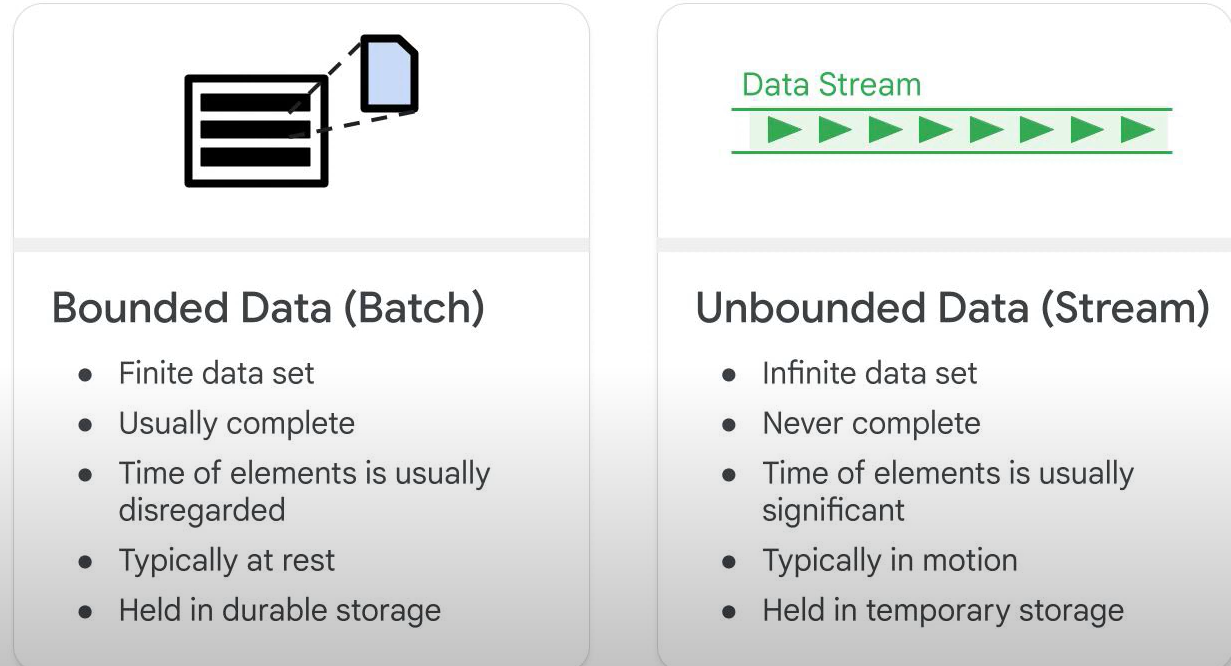 Bounded Data (Batch)
● Finite data set
● Usually complete
● Time of elements is usually
disregarded
● Typically at rest
● Held in durable storage
Data Stream
Unbounded Data (Stream)
● Infinite data set
● Never complete
● Time of elements is usually
significant
● Typically in motion
● Held in temporary storage